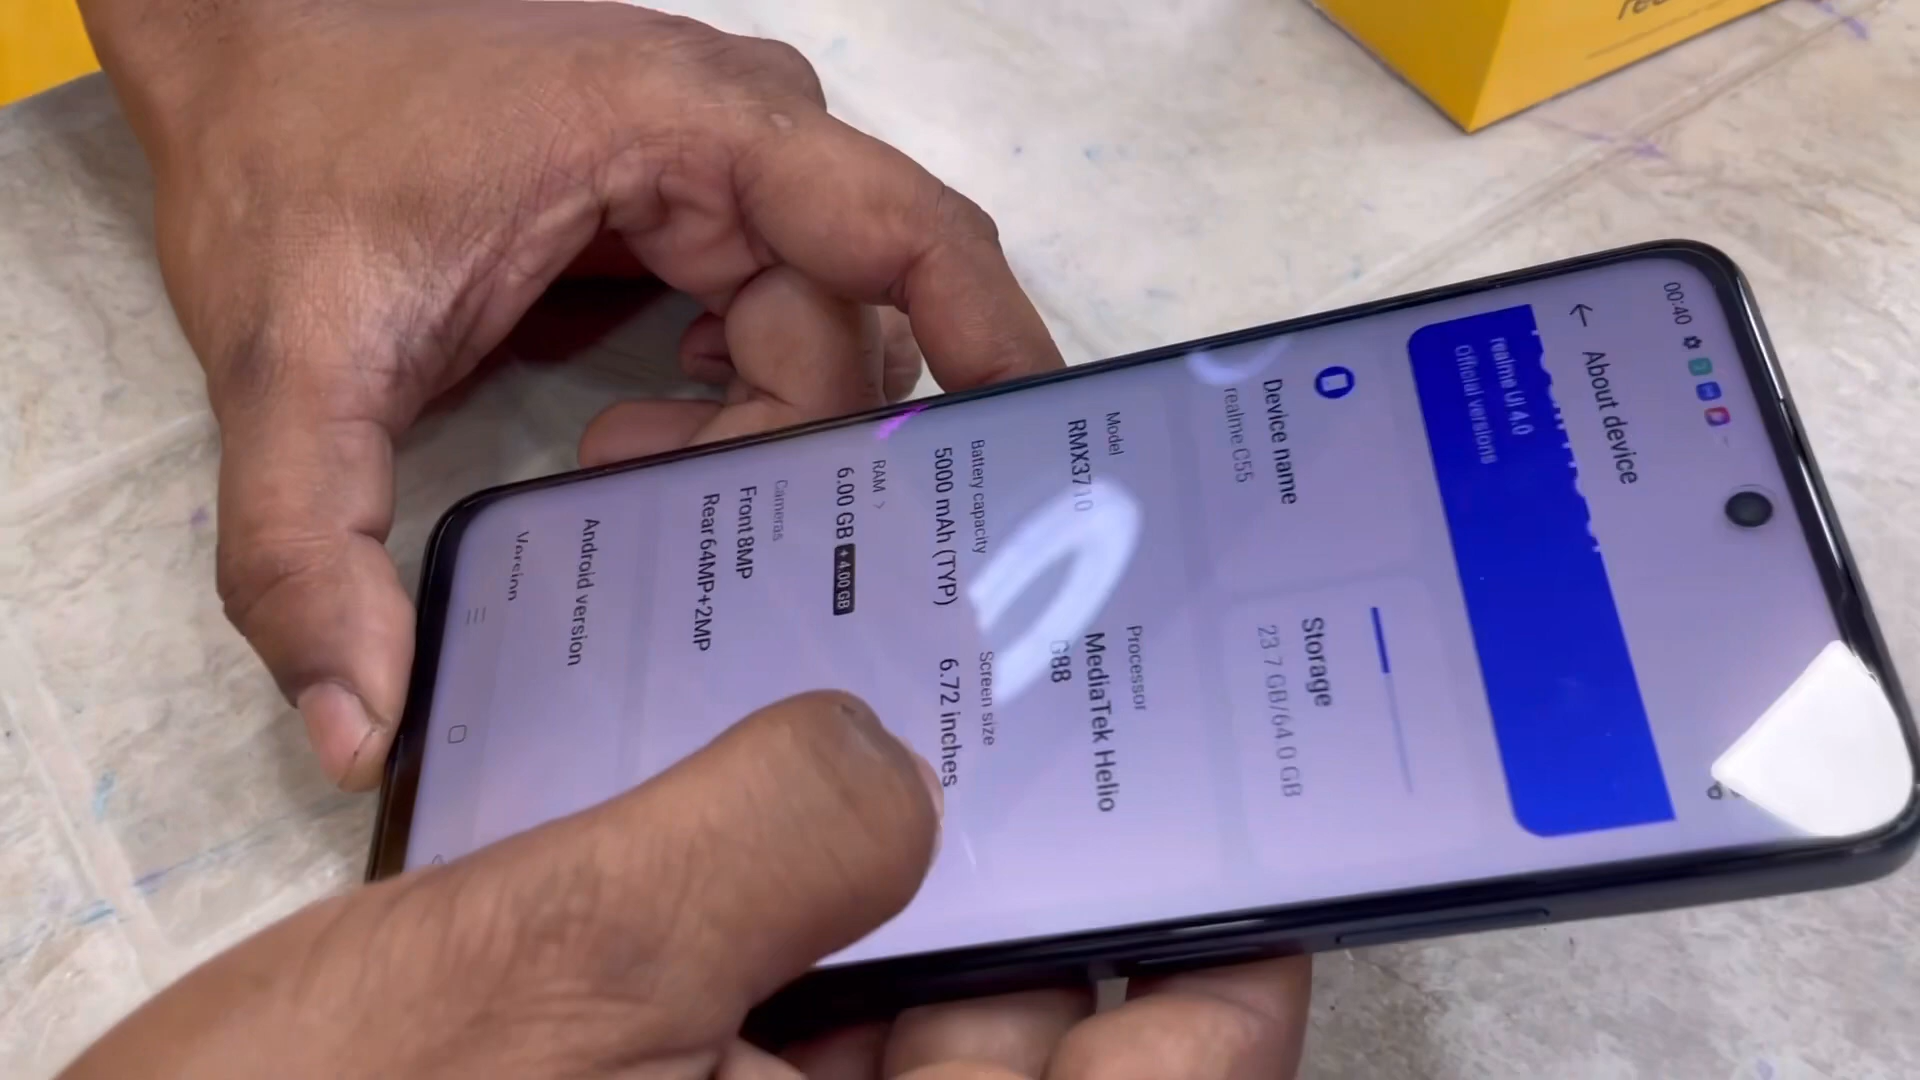 00:40
About device
realme UI 4.0
Official versions
Device name
realme C55
Storage
23.7 GB/64.0 GB
Model
RMX3710
Processor
MediaTek Helio
G88
Battery capacity
5000 mAh (TYP)
Screen size
6.72 inches
RAM >
6.00 GB + 4.00 GB
Cameras
Front 8MP
Rear 64MP+2MP
Android version
Version